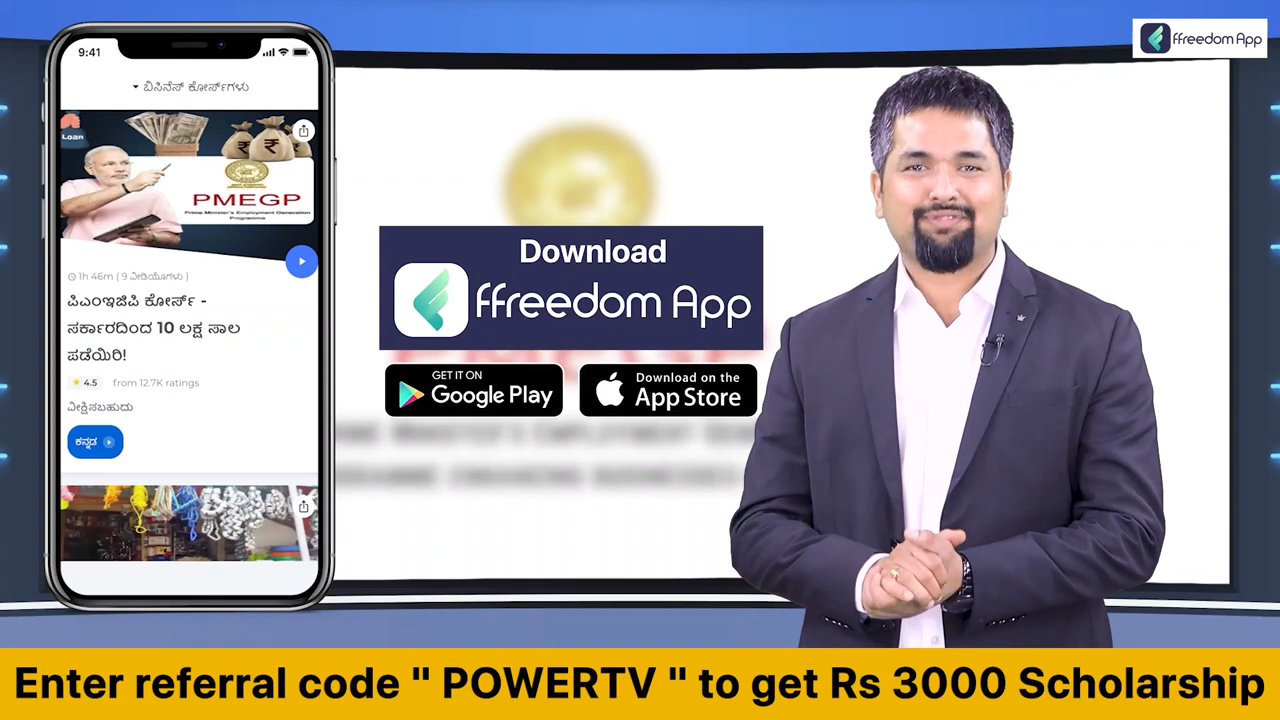 9:41
ಬಿಸಿನೆಸ್ ಕೋರ್ಸ್‌ಗಳು
Loan
PMEGP
Prime Minister's Employment Generation
Programme
1h 46m ( 9 ವೀಡಿಯೊಗಳು )
ಪಿಎಂಇಜಿಪಿ ಕೋರ್ಸ್ -
ಸರ್ಕಾರದಿಂದ 10 ಲಕ್ಷ ಸಾಲ
ಪಡೆಯಿರಿ!
4.5 from 12.7K ratings
ವೀಕ್ಷಿಸಬಹುದು
ಕನ್ನಡ
Download
ffreedom App
GET IT ON
Google Play
Download on the
App Store
ffreedom App
Enter referral code " POWERTV " to get Rs 3000 Scholarship